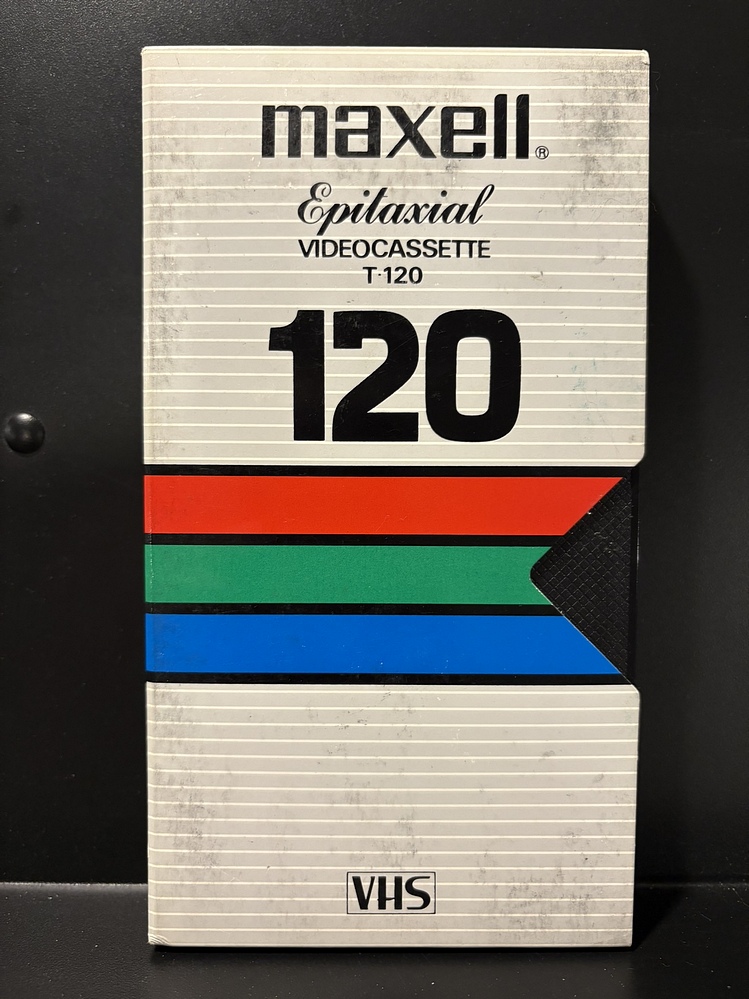 maxell®
Epitaxial
VIDEOCASSETTE
T-120
120
VHS